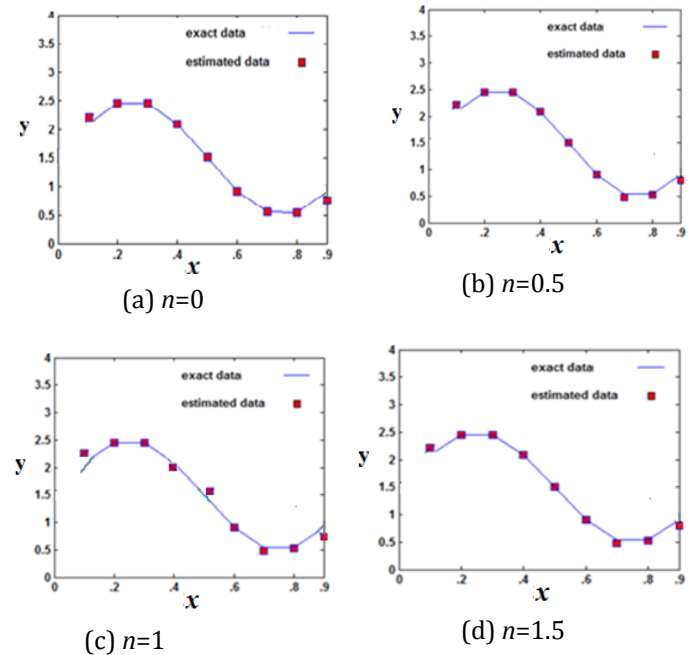 4
3.5
exact data
3
estimated data
2.5
y
2
1.5
1
0.5
0
0 .2 .4 .6 .8 .9
x
(a) n=0
4
3.5
exact data
3
estimated data
2.5
y
2
1.5
1
0.5
0
0 .2 .4 .6 .8 .9
x
(b) n=0.5
4
3.5
exact data
3
estimated data
2.5
y
2
1.5
1
0.5
0
0 .2 .4 .6 .8 .9
x
(c) n=1
4
3.5
exact data
3
estimated data
2.5
y
2
1.5
1
0.5
0
0 .2 .4 .6 .8 .9
x
(d) n=1.5